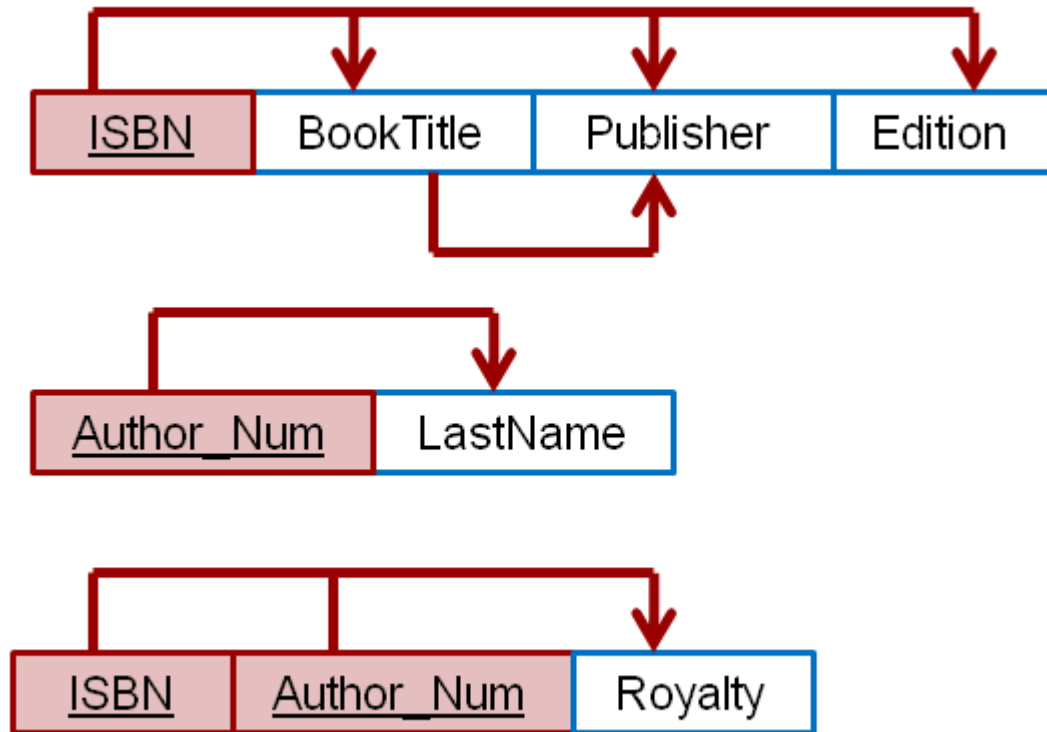 ISBN BookTitle Publisher Edition
Author_Num LastName
ISBN Author_Num Royalty